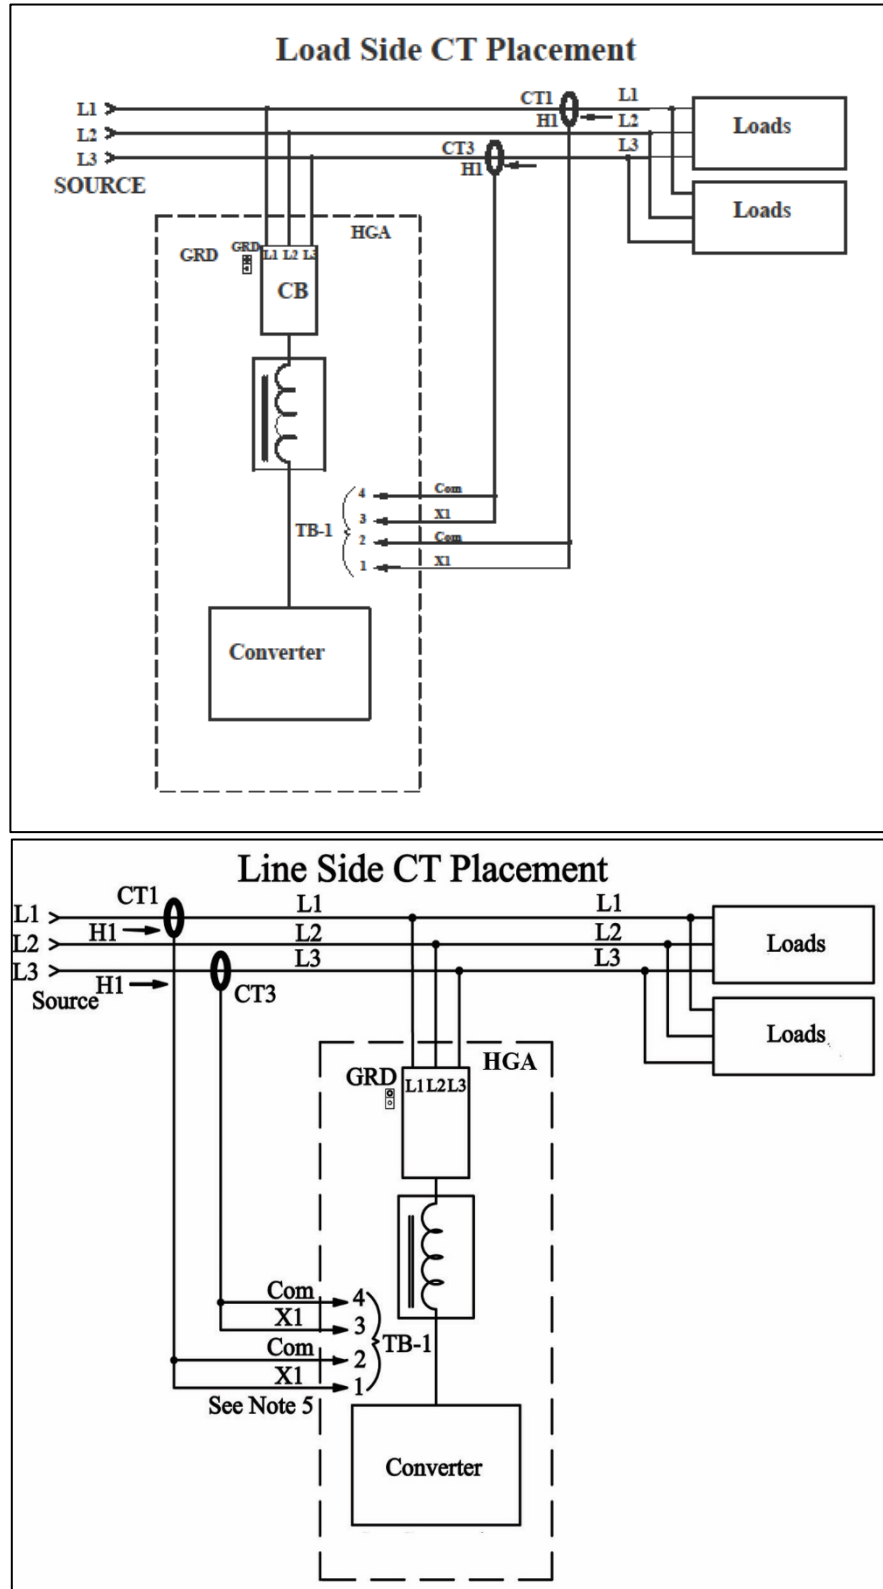 Load Side CT Placement
CT1 L1
L1
H1 L2
L2
CT3 L3
L3 H1
SOURCE
Loads
Loads
HGA
GRD GRD
L1 L2 L3
CB
4 Com
3 X1
TB-1
2 Com
1 X1
Converter
Line Side CT Placement
CT1
L1 L1 L1
H1 L2 L2
L2
L3 L3 L3
H1
Source CT3
Loads
Loads
HGA
GRD
L1 L2 L3
Com 4
X1 3
TB-1
Com 2
X1 1
See Note 5
Converter